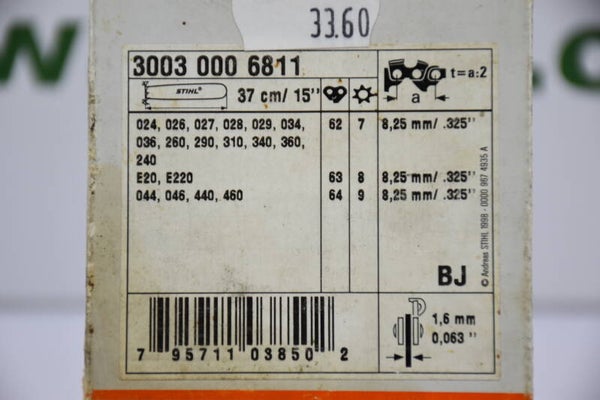 33.60
3003 000 6811
STIHL®
37 cm/ 15"
t=a:2
a
024, 026, 027, 028, 029, 034, 62 7 8,25 mm/ .325"
036, 260, 290, 310, 340, 360,
240
E20, E220 63 8 8,25 mm/ .325"
044, 046, 440, 460 64 9 8,25 mm/ .325"
© Andreas STIHL 1998 - 0000 967 4935 A
BJ
1,6 mm
0,063 "
7 95711 03850 2